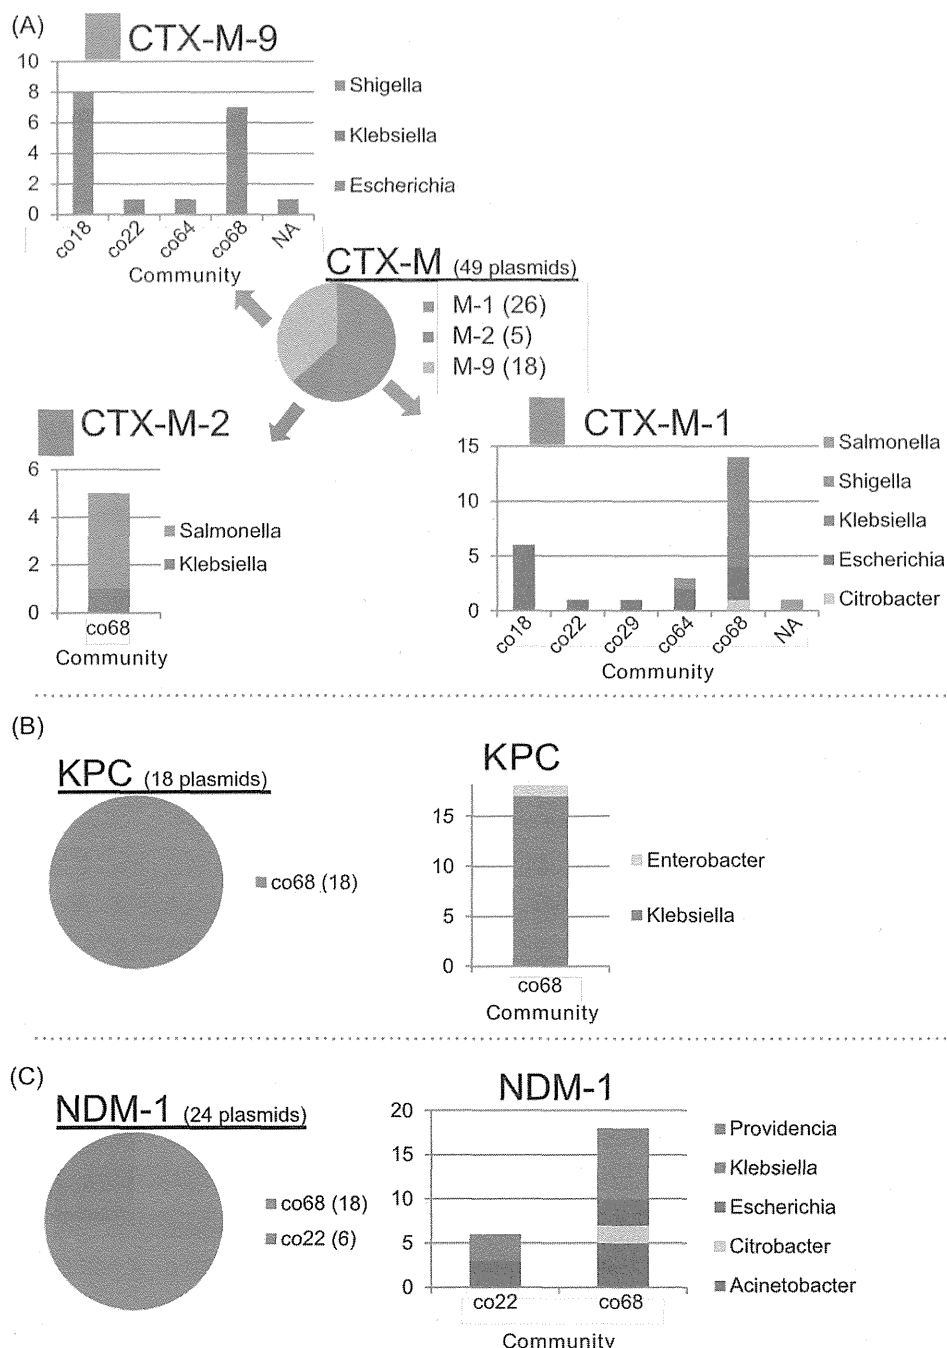 (A)
CTX-M-9
10
8
6
4
2
0
co18
co22
co64
co68
NA
Community
Shigella
Klebsiella
Escherichia
CTX-M (49 plasmids)
M-1 (26)
M-2 (5)
M-9 (18)
CTX-M-2
6
4
2
0
co68
Community
Salmonella
Klebsiella
CTX-M-1
15
10
5
0
co18
co22
co29
co64
co68
NA
Community
Salmonella
Shigella
Klebsiella
Escherichia
Citrobacter
(B)
KPC (18 plasmids)
co68 (18)
KPC
15
10
5
0
co68
Community
Enterobacter
Klebsiella
(C)
NDM-1 (24 plasmids)
co68 (18)
co22 (6)
NDM-1
20
15
10
5
0
co22
co68
Community
Providencia
Klebsiella
Escherichia
Citrobacter
Acinetobacter